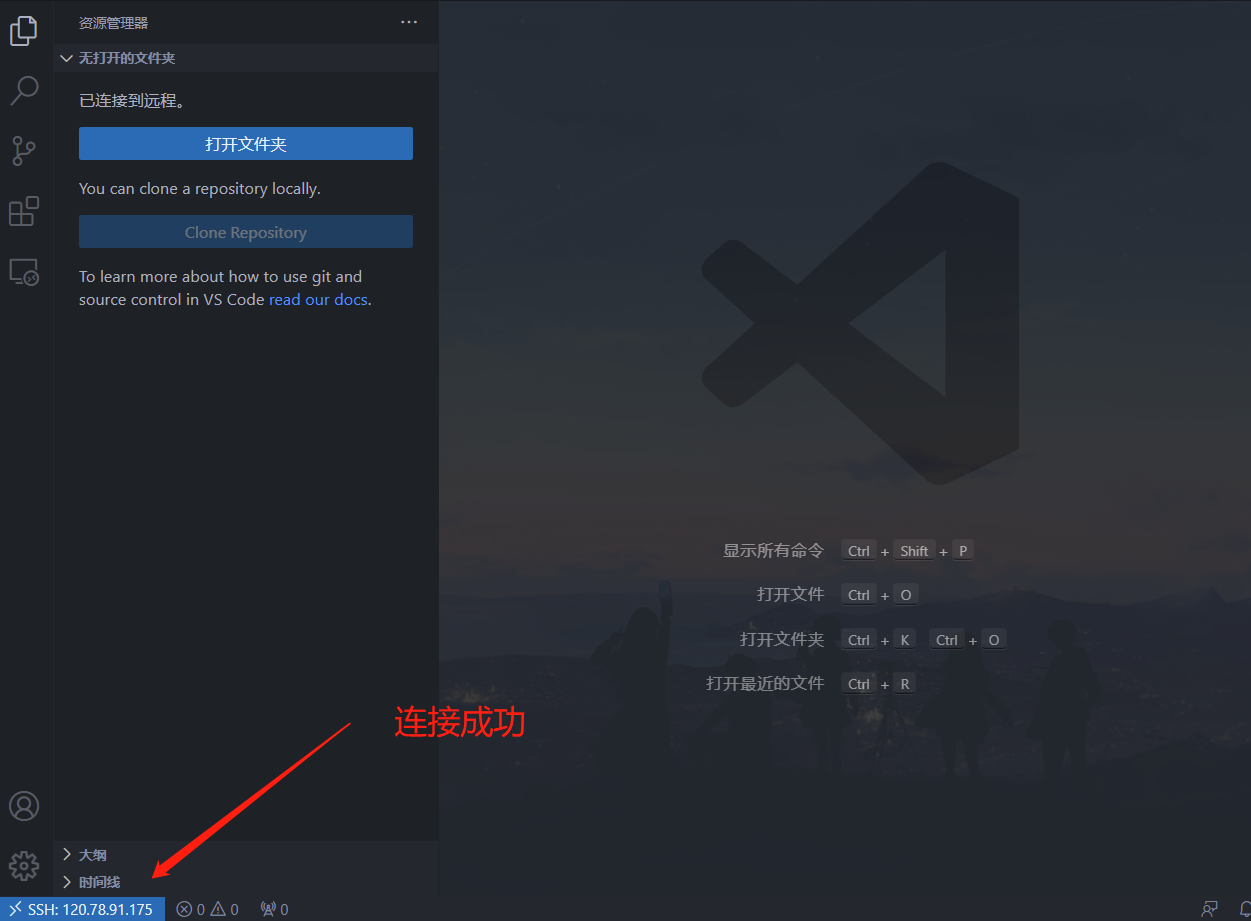 资源管理器
无打开的文件夹
已连接到远程。
打开文件夹
You can clone a repository locally.
Clone Repository
To learn more about how to use git and
source control in VS Code read our docs.
显示所有命令 Ctrl + Shift + P
打开文件 Ctrl + O
打开文件夹 Ctrl + K Ctrl + O
打开最近的文件 Ctrl + R
连接成功
大纲
时间线
SSH: 120.78.91.175 0 0 0